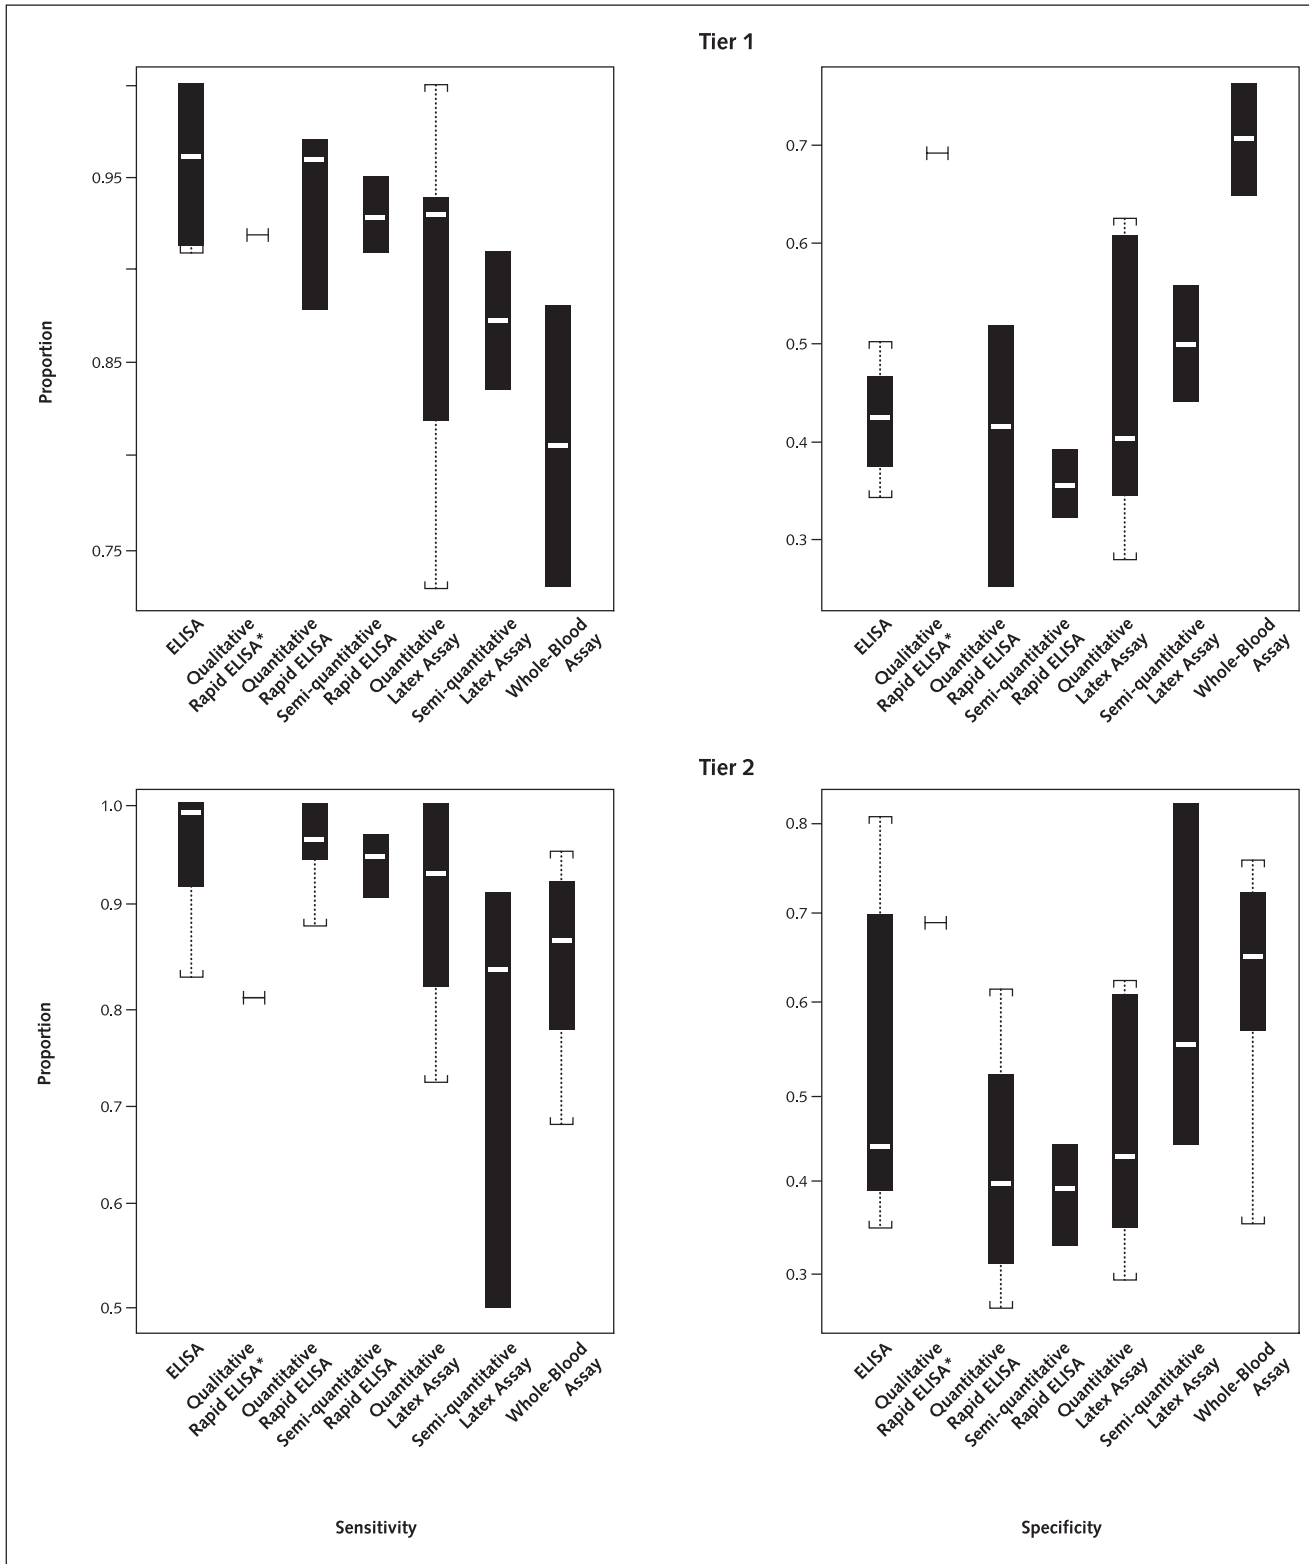 Tier 1
Proportion
0.95
0.85
0.75
ELISA
Qualitative
Rapid ELISA*
Quantitative
Rapid ELISA
Semi-quantitative
Rapid ELISA
Quantitative
Latex Assay
Semi-quantitative
Latex Assay
Whole-Blood
Assay
0.7
0.6
0.5
0.4
0.3
ELISA
Qualitative
Rapid ELISA*
Quantitative
Rapid ELISA
Semi-quantitative
Rapid ELISA
Quantitative
Latex Assay
Semi-quantitative
Latex Assay
Whole-Blood
Assay
Tier 2
Proportion
1.0
0.9
0.8
0.7
0.6
0.5
ELISA
Qualitative
Rapid ELISA*
Quantitative
Rapid ELISA
Semi-quantitative
Rapid ELISA
Quantitative
Latex Assay
Semi-quantitative
Latex Assay
Whole-Blood
Assay
0.8
0.7
0.6
0.5
0.4
0.3
ELISA
Qualitative
Rapid ELISA*
Quantitative
Rapid ELISA
Semi-quantitative
Rapid ELISA
Quantitative
Latex Assay
Semi-quantitative
Latex Assay
Whole-Blood
Assay
Sensitivity
Specificity